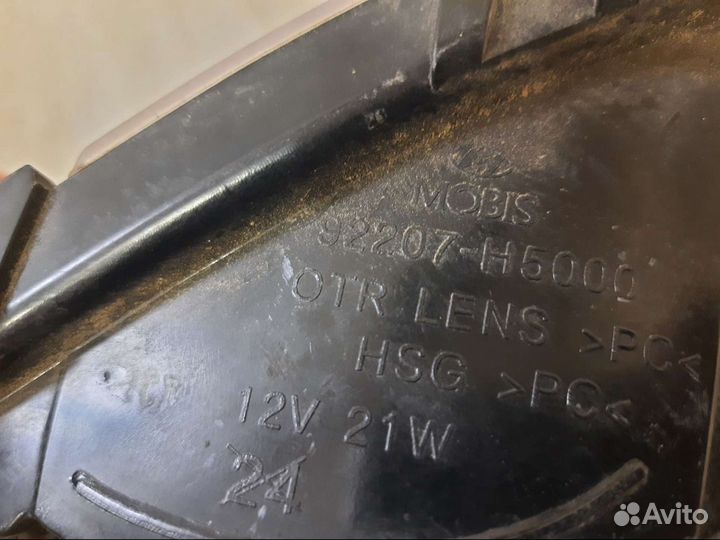 MOBIS
92207-H5000
OTR LENS >PC<
HSG >PC<
12V 21W
24
Avito